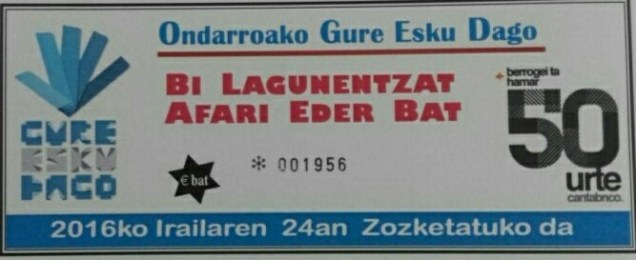 Ondarroako Gure Esku Dago
BI LAGUNENTZAT
AFARI EDER BAT
GURE
ESKU
DAGO
€ bat
* 001956
+ berrogei ta
hamar
50
urte
cantabrico.
2016ko Irailaren 24an Zozketatuko da